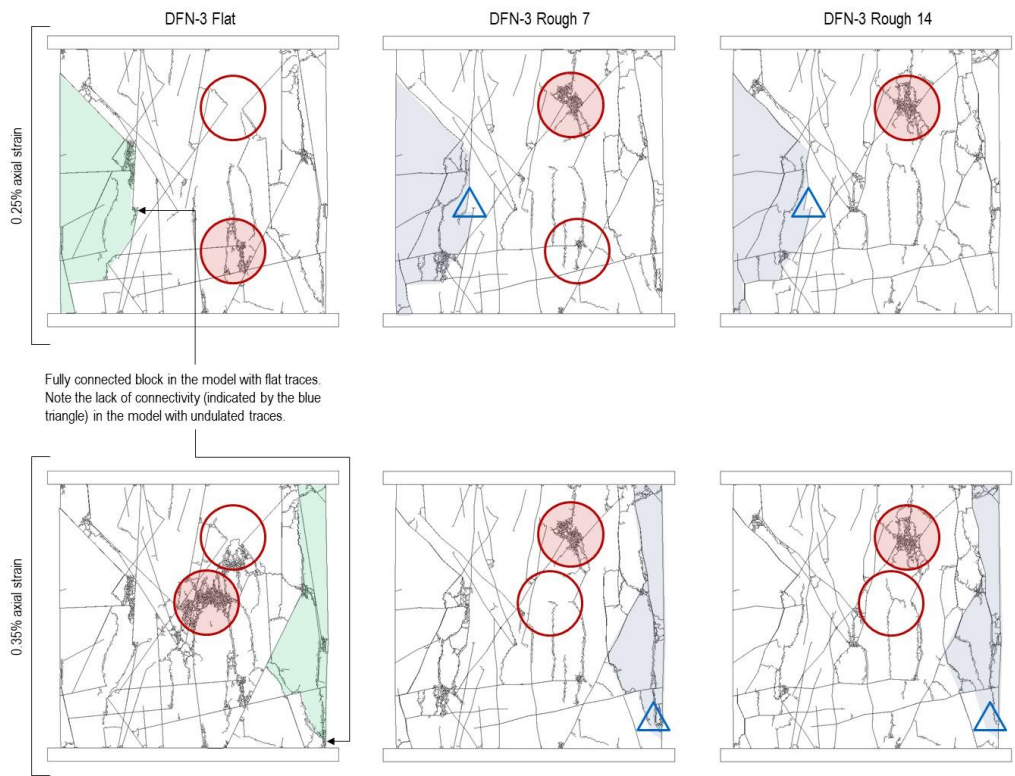 DFN-3 Flat
DFN-3 Rough 7
DFN-3 Rough 14
0.25% axial strain
Fully connected block in the model with flat traces.
Note the lack of connectivity (indicated by the blue
triangle) in the model with undulated traces.
0.35% axial strain